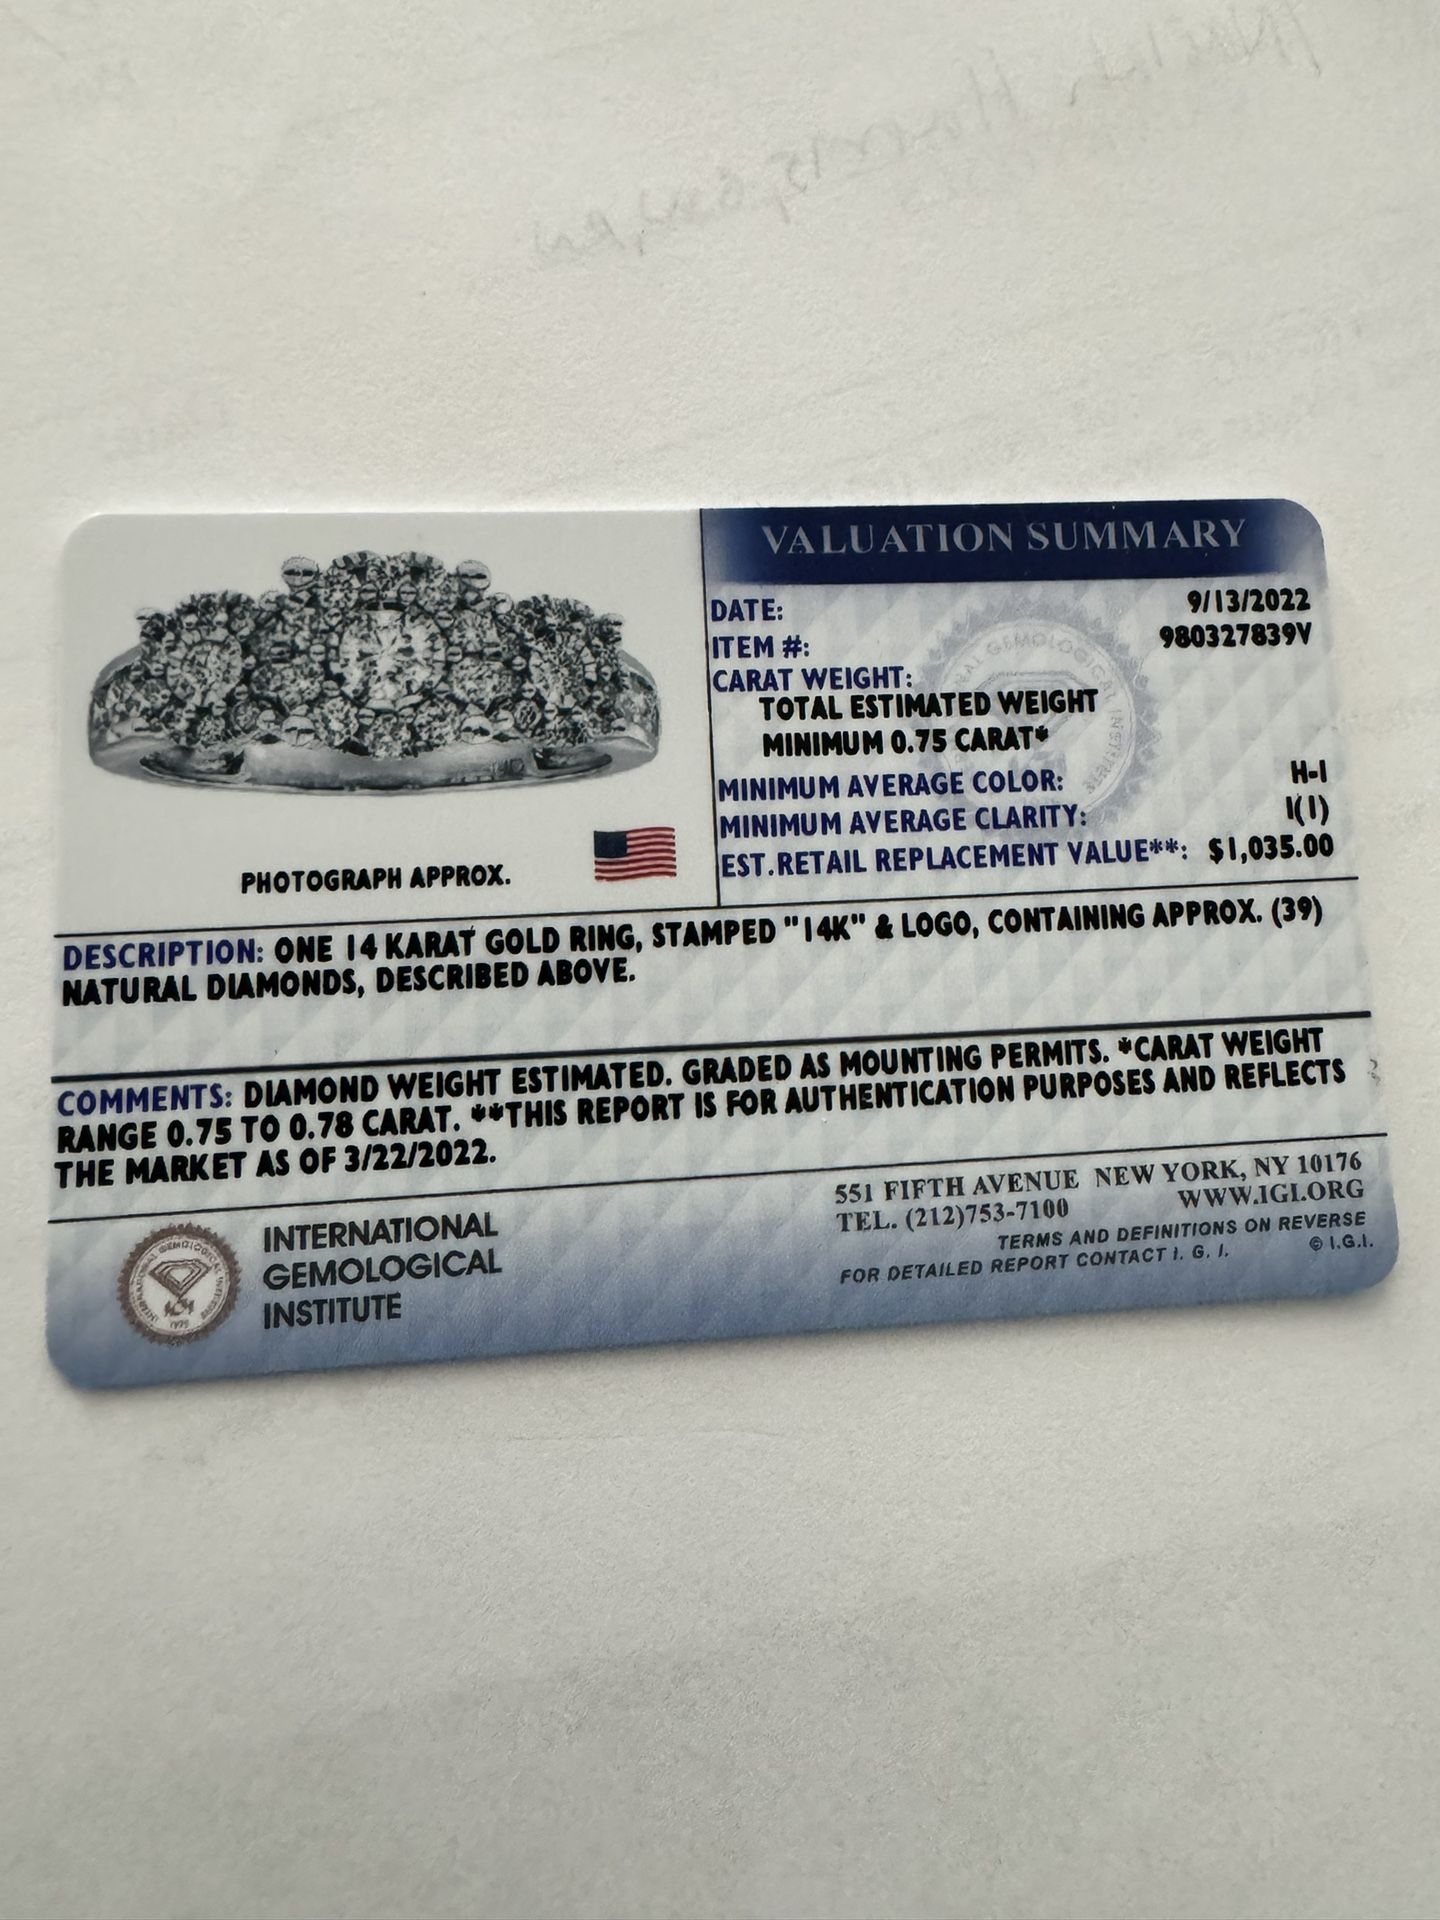 VALUATION SUMMARY
DATE: 9/13/2022
ITEM #: 980327839V
CARAT WEIGHT:
TOTAL ESTIMATED WEIGHT
MINIMUM 0.75 CARAT*
MINIMUM AVERAGE COLOR: H-I
MINIMUM AVERAGE CLARITY: I(1)
EST.RETAIL REPLACEMENT VALUE**: $1,035.00
PHOTOGRAPH APPROX.
DESCRIPTION: ONE 14 KARAT GOLD RING, STAMPED "14K" & LOGO, CONTAINING APPROX. (39)
NATURAL DIAMONDS, DESCRIBED ABOVE.
COMMENTS: DIAMOND WEIGHT ESTIMATED. GRADED AS MOUNTING PERMITS. *CARAT WEIGHT
RANGE 0.75 TO 0.78 CARAT. **THIS REPORT IS FOR AUTHENTICATION PURPOSES AND REFLECTS
THE MARKET AS OF 3/22/2022.
INTERNATIONAL
GEMOLOGICAL
INSTITUTE
551 FIFTH AVENUE NEW YORK, NY 10176
TEL. (212)753-7100 WWW.IGI.ORG
TERMS AND DEFINITIONS ON REVERSE
FOR DETAILED REPORT CONTACT I. G. I. © I.G.I.